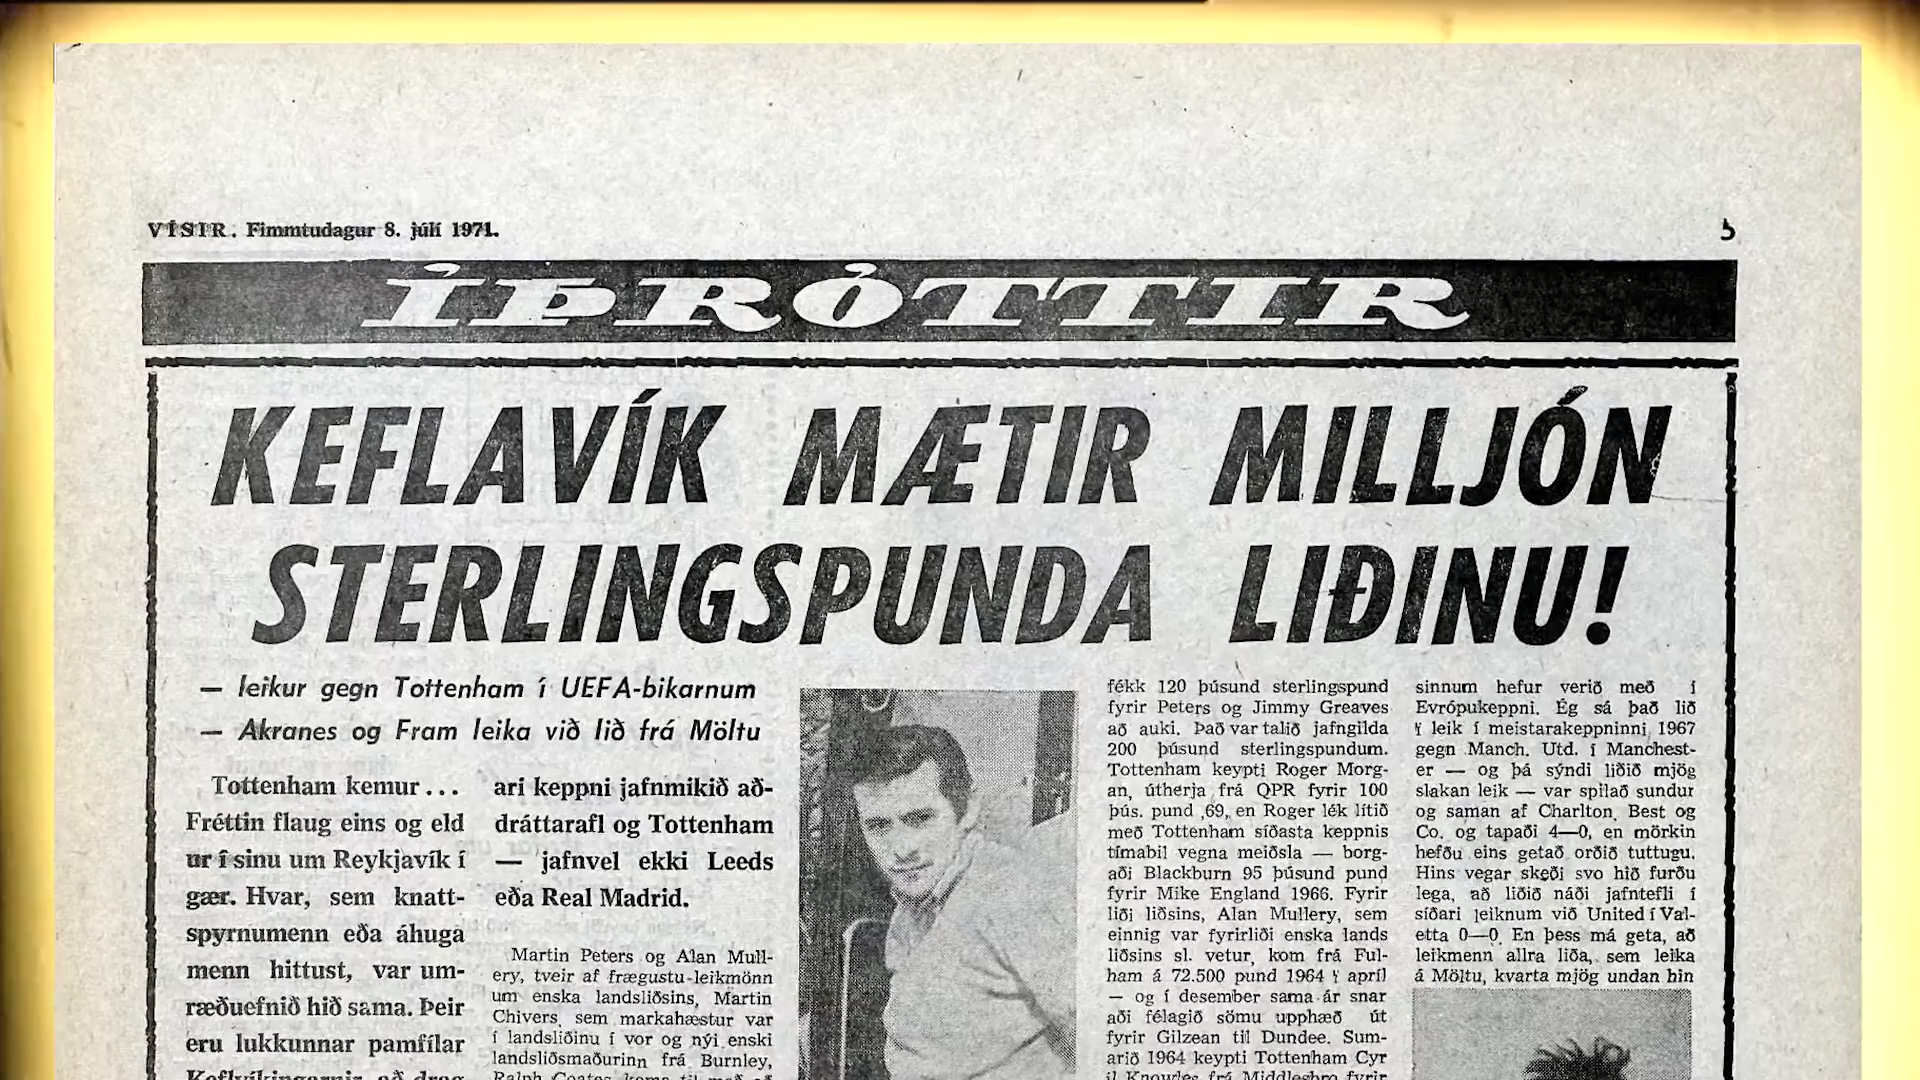 VÍSIR. Fimmtudagur 8. júlí 1971.
ÍÞRÓTTIR
KEFLAVÍK MÆTIR MILLJÓN
STERLINGSPUNDA LIÐINU!
— leikur gegn Tottenham í UEFA-bikarnum
— Akranes og Fram leika við lið frá Möltu
Tottenham kemur...
Fréttin flaug eins og eld
ur í sinu um Reykjavík í
gær. Hvar, sem knatt-
spyrnumenn eða áhuga
menn hittust, var um-
ræðuefnið hið sama. Þeir
eru lukkunnar pamfílar
Keflvíkingarnir, að drag
ari keppni jafnmikið að-
dráttarafl og Tottenham
— jafnvel ekki Leeds
eða Real Madrid.
Martin Peters og Alan Mull-
ery, tveir af frægustu leikmönn
um enska landsliðsins, Martin
Chivers, sem markahæstur var
í landsliðinu í vor og nýi enski
landsliðsmaðurinn frá Burnley,
Ralph Coates
fékk 120 þúsund sterlingspund
fyrir Peters og Jimmy Greaves
að auki. Það var talið jafngilda
200 þúsund sterlingspundum.
Tottenham keypti Roger Morg-
an, útherja frá QPR fyrir 100
þús. pund ,69, en Roger lék lítið
með Tottenham síðasta keppnis
tímabil vegna meiðsla — borg-
aði Blackburn 95 þúsund pund
fyrir Mike England 1966. Fyrir
liði liðsins, Alan Mullery, sem
einnig var fyrirliði enska lands
liðsins sl. vetur, kom frá Ful-
ham á 72.500 pund 1964 í apríl
— og í desember sama ár snar
aði félagið sömu upphæð út
fyrir Gilzean til Dundee. Sum-
arið 1964 keypti Tottenham Cyr
il Knowles frá Middlesbro fyrir
sinnum hefur verið með í
Evrópukeppni. Ég sá það lið
í leik í meistarakeppninni 1967
gegn Manch. Utd. í Manchest-
er — og þá sýndi liðið mjög
slakan leik — var spilað sundur
og saman af Charlton, Best og
Co. og tapaði 4—0, en mörkin
hefðu eins getað orðið tuttugu.
Hins vegar skeði svo hið furðu
lega, að liðið náði jafntefli í
síðari leiknum við United í Val-
etta 0—0. En þess má geta, að
leikmenn allra liða, sem leika
á Möltu, kvarta mjög undan hin